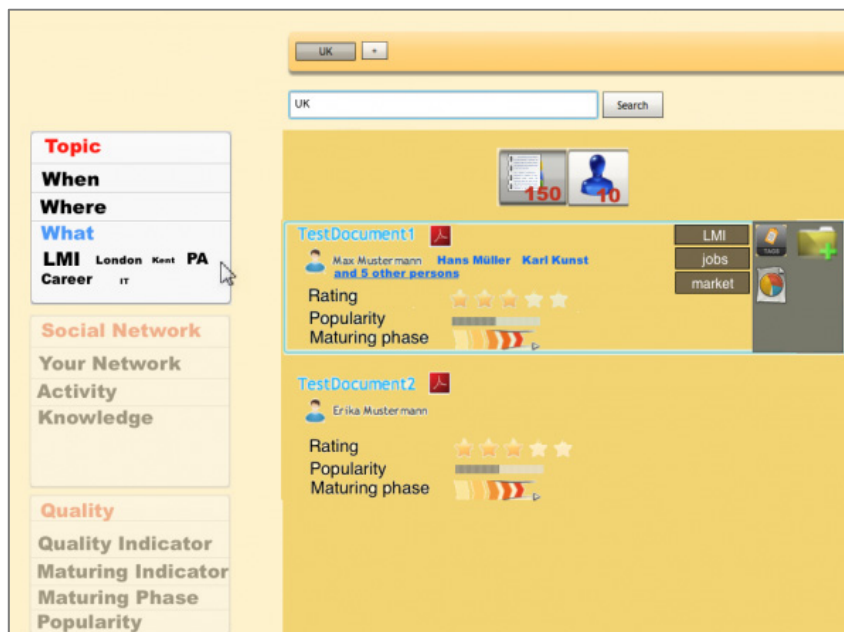 UK +
UK Search
Topic
When
Where
What
LMI London Kent PA
Career IT
Social Network
Your Network
Activity
Knowledge
Quality
Quality Indicator
Maturing Indicator
Maturing Phase
Popularity
150 10
TestDocument1
Max Mustermann Hans Müller Karl Kunst
and 5 other persons
Rating
Popularity
Maturing phase
LMI
jobs
market
TAGS
TestDocument2
Erika Mustermann
Rating
Popularity
Maturing phase